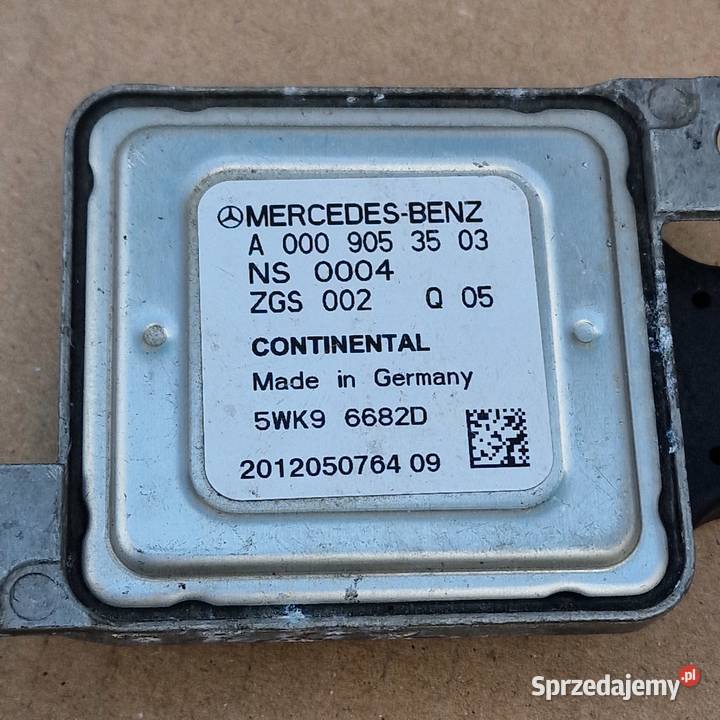 MERCEDES-BENZ
A 000 905 35 03
NS 0004
ZGS 002 Q 05
CONTINENTAL
Made in Germany
5WK9 6682D
2012050764 09
Sprzedajemy.pl